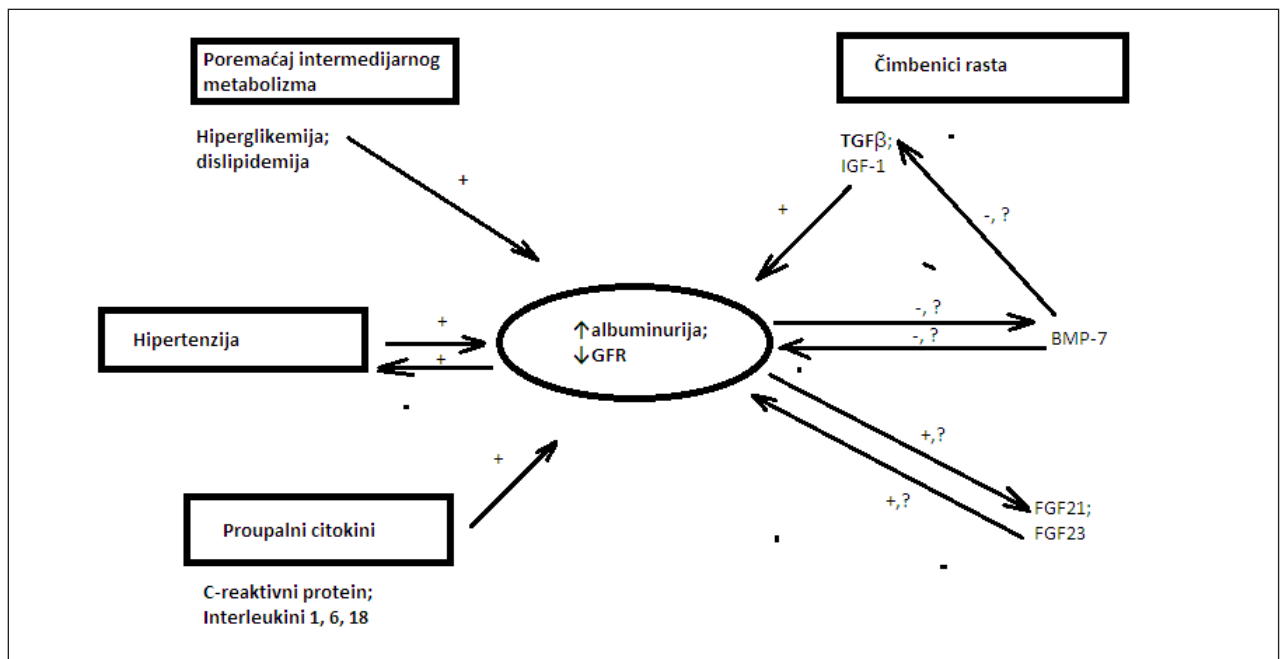 Poremaćaj intermedijarnog
metabolizma
Hiperglikemija;
dislipidemija
+
Čimbenici rasta
TGFβ;
IGF-1
+
-, ?
Hipertenzija
+
+
↑albuminurija;
↓GFR
-, ?
-, ?
BMP-7
+,?
+,?
FGF21;
FGF23
+
Proupalni citokini
C-reaktivni protein;
Interleukini 1, 6, 18